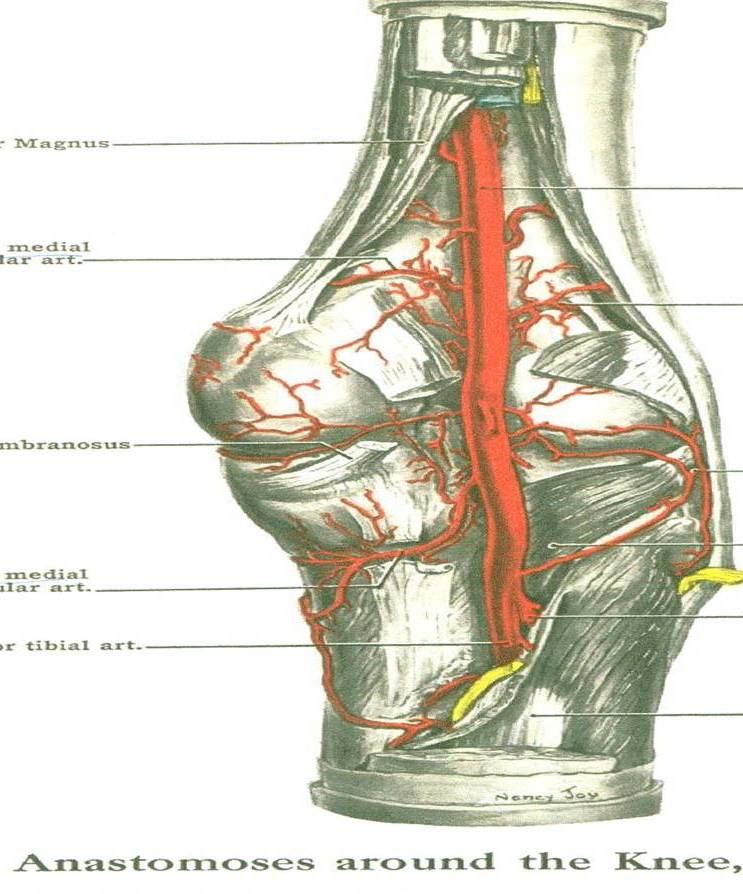 r Magnus
medial
lar art.
mbranosus
medial
ular art.
or tibial art.
Nancy Joy
Anastomoses around the Knee,